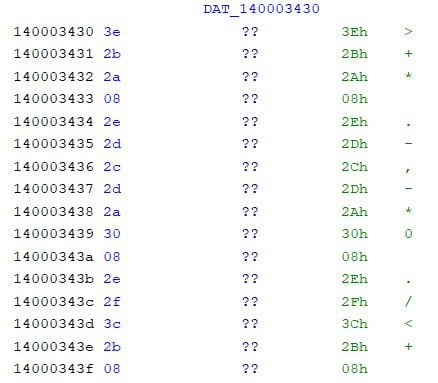 DAT_140003430
140003430 3e ?? 3Eh >
140003431 2b ?? 2Bh +
140003432 2a ?? 2Ah *
140003433 08 ?? 08h
140003434 2e ?? 2Eh .
140003435 2d ?? 2Dh -
140003436 2c ?? 2Ch ,
140003437 2d ?? 2Dh -
140003438 2a ?? 2Ah *
140003439 30 ?? 30h 0
14000343a 08 ?? 08h
14000343b 2e ?? 2Eh .
14000343c 2f ?? 2Fh /
14000343d 3c ?? 3Ch <
14000343e 2b ?? 2Bh +
14000343f 08 ?? 08h